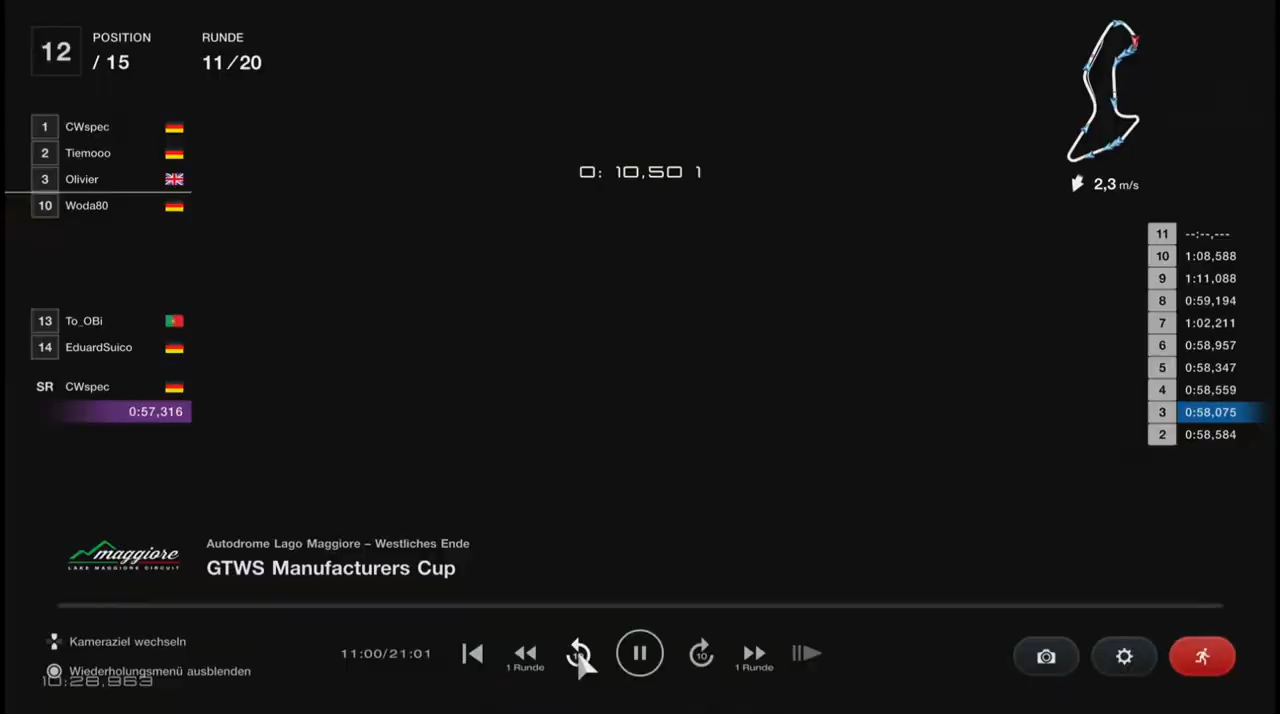 12
POSITION
/ 15
RUNDE
11/20
1 CWspec
2 Tiemooo
3 Olivier
10 Woda80
13 To_OBi
14 EduardSuico
SR CWspec
0:57,316
0: 10,50 1
2,3 m/s
11 --:--,---
10 1:08,588
9 1:11,088
8 0:59,194
7 1:02,211
6 0:58,957
5 0:58,347
4 0:58,559
3 0:58,075
2 0:58,584
maggiore
LAKE MAGGIORE CIRCUIT
Autodrome Lago Maggiore – Westliches Ende
GTWS Manufacturers Cup
Kameraziel wechseln
Wiederholungsmenü ausblenden
10:28,953
11:00/21:01
1 Runde
10
1 Runde